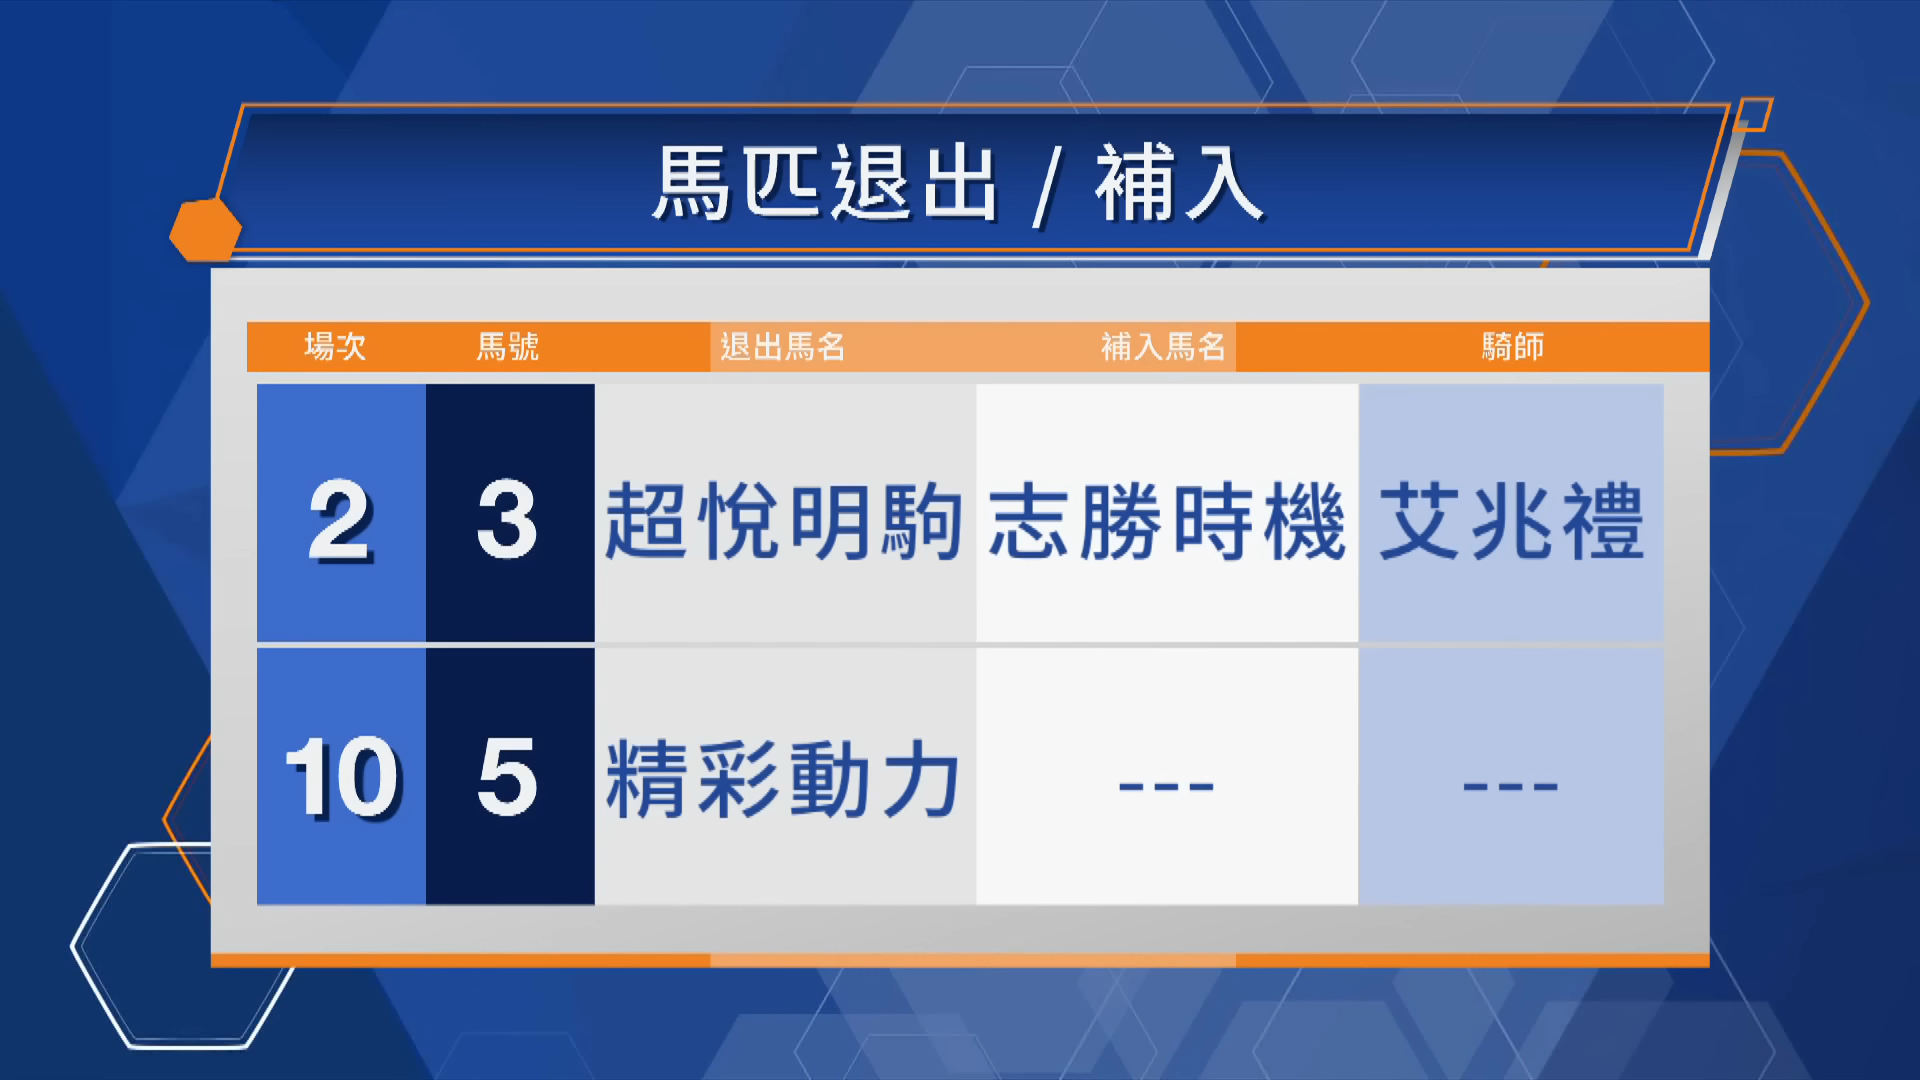 馬匹退出 / 補入
場次 馬號 退出馬名 補入馬名 騎師
2 3 超悅明駒 志勝時機 艾兆禮
10 5 精彩動力 --- ---